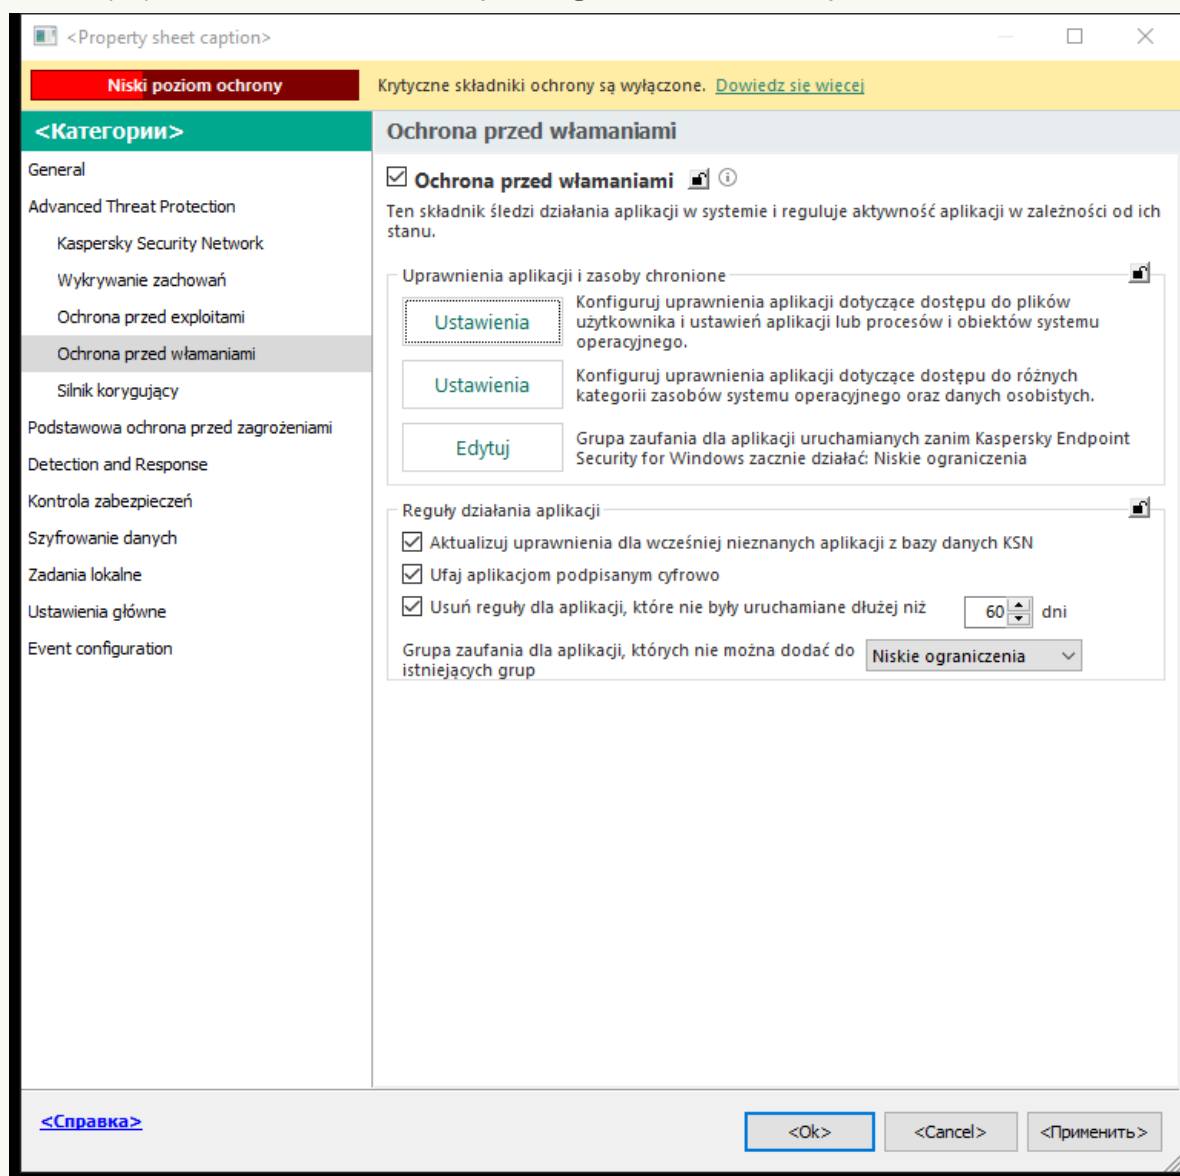 <Property sheet caption>
Niski poziom ochrony
Krytyczne składniki ochrony są wyłączone. Dowiedz się więcej
<Категории>
General
Advanced Threat Protection
Kaspersky Security Network
Wykrywanie zachowań
Ochrona przed exploitami
Ochrona przed włamaniami
Silnik korygujący
Podstawowa ochrona przed zagrożeniami
Detection and Response
Kontrola zabezpieczeń
Szyfrowanie danych
Zadania lokalne
Ustawienia główne
Event configuration
Ochrona przed włamaniami
Ochrona przed włamaniami
Ten składnik śledzi działania aplikacji w systemie i reguluje aktywność aplikacji w zależności od ich
stanu.
Uprawnienia aplikacji i zasoby chronione
Ustawienia
Konfiguruj uprawnienia aplikacji dotyczące dostępu do plików
użytkownika i ustawień aplikacji lub procesów i obiektów systemu
operacyjnego.
Ustawienia
Konfiguruj uprawnienia aplikacji dotyczące dostępu do różnych
kategorii zasobów systemu operacyjnego oraz danych osobistych.
Edytuj
Grupa zaufania dla aplikacji uruchamianych zanim Kaspersky Endpoint
Security for Windows zacznie działać: Niskie ograniczenia
Reguły działania aplikacji
Aktualizuj uprawnienia dla wcześniej nieznanych aplikacji z bazy danych KSN
Ufaj aplikacjom podpisanym cyfrowo
Usuń reguły dla aplikacji, które nie były uruchamiane dłużej niż 60 dni
Grupa zaufania dla aplikacji, których nie można dodać do
istniejących grup
Niskie ograniczenia
<Справка>
<Ok>
<Cancel>
<Применить>